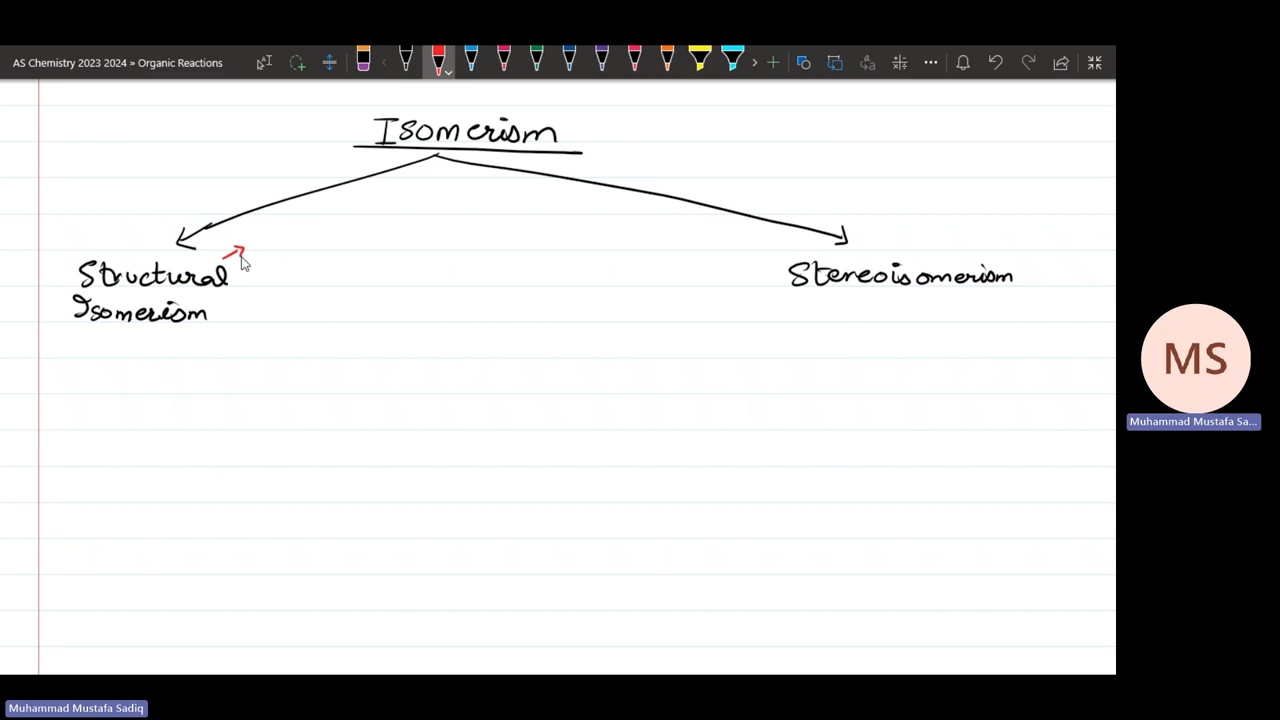 AS Chemistry 2023 2024 » Organic Reactions
Isomerism
Structural
Isomerism
Stereoisomerism
MS
Muhammad Mustafa Sa...
Muhammad Mustafa Sadiq